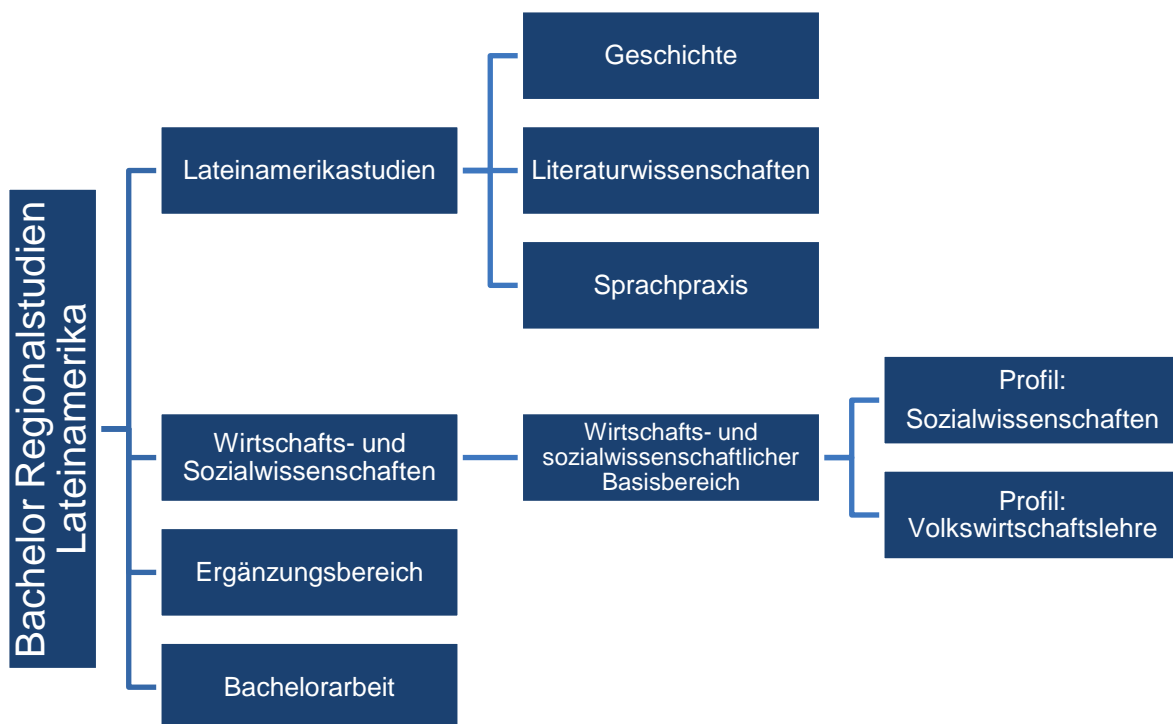 Bachelor Regionalstudien
Lateinamerika
Lateinamerikastudien
Geschichte
Literaturwissenschaften
Sprachpraxis
Wirtschafts- und
Sozialwissenschaften
Wirtschafts- und
sozialwissenschaftlicher
Basisbereich
Profil:
Sozialwissenschaften
Profil:
Volkswirtschaftslehre
Ergänzungsbereich
Bachelorarbeit